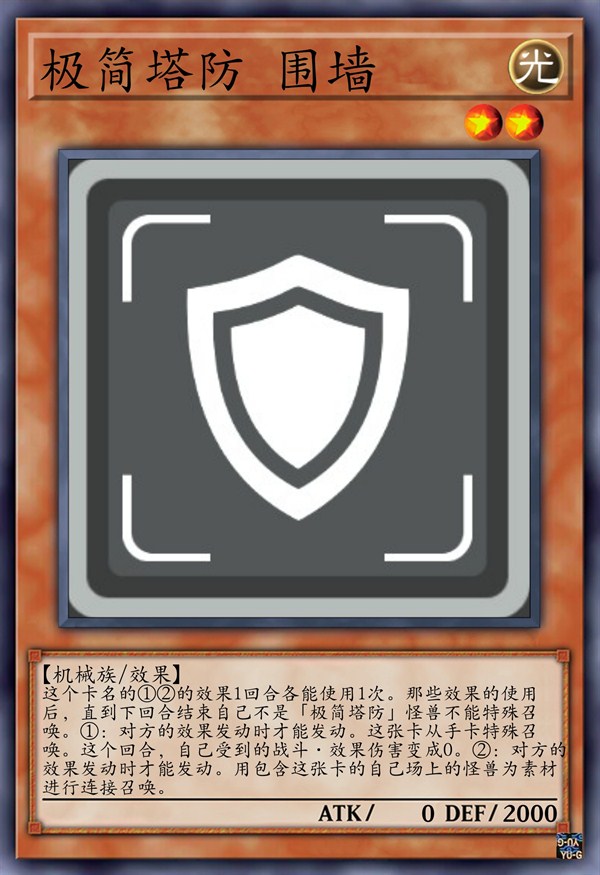 极简塔防 围墙
光
【机械族/效果】
这个卡名的①②的效果1回合各能使用1次。那些效果的使用
后，直到下回合结束自己不是「极简塔防」怪兽不能特殊召
唤。①：对方的效果发动时才能发动。这张卡从手卡特殊召
唤。这个回合，自己受到的战斗·效果伤害变成0。②：对方的
效果发动时才能发动。用包含这张卡的自己场上的怪兽为素材
进行连接召唤。
ATK/ 0 DEF/2000